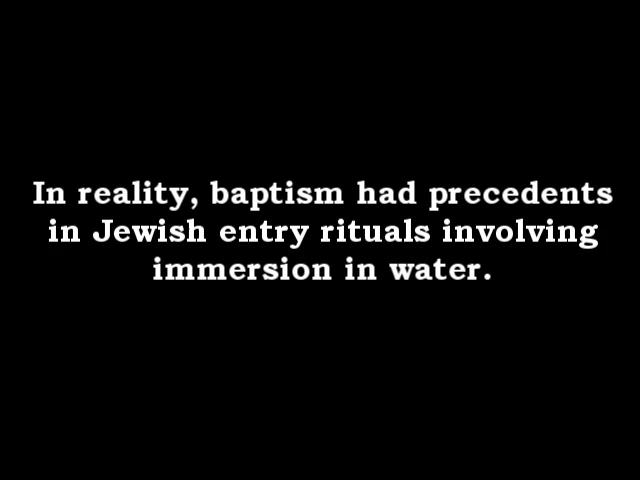 In reality, baptism had precedents
in Jewish entry rituals involving
immersion in water.